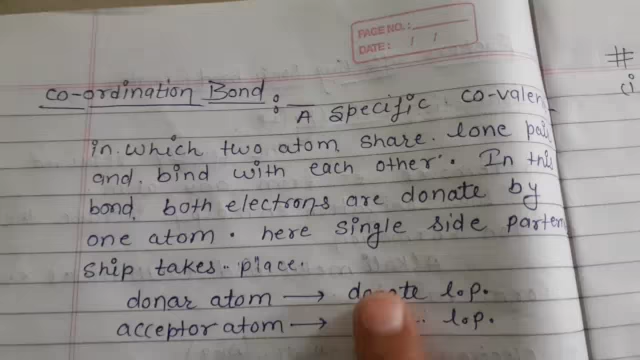 PAGE NO.:
DATE: / /
#
(i
co-ordination Bond :
A specific co-valen
in which two atom share lone pai
and bind with each other. In this
bond both electrons are donate by
one atom. here single side parten
ship takes place.
donar atom → donate l.p.
acceptor atom → l.p.